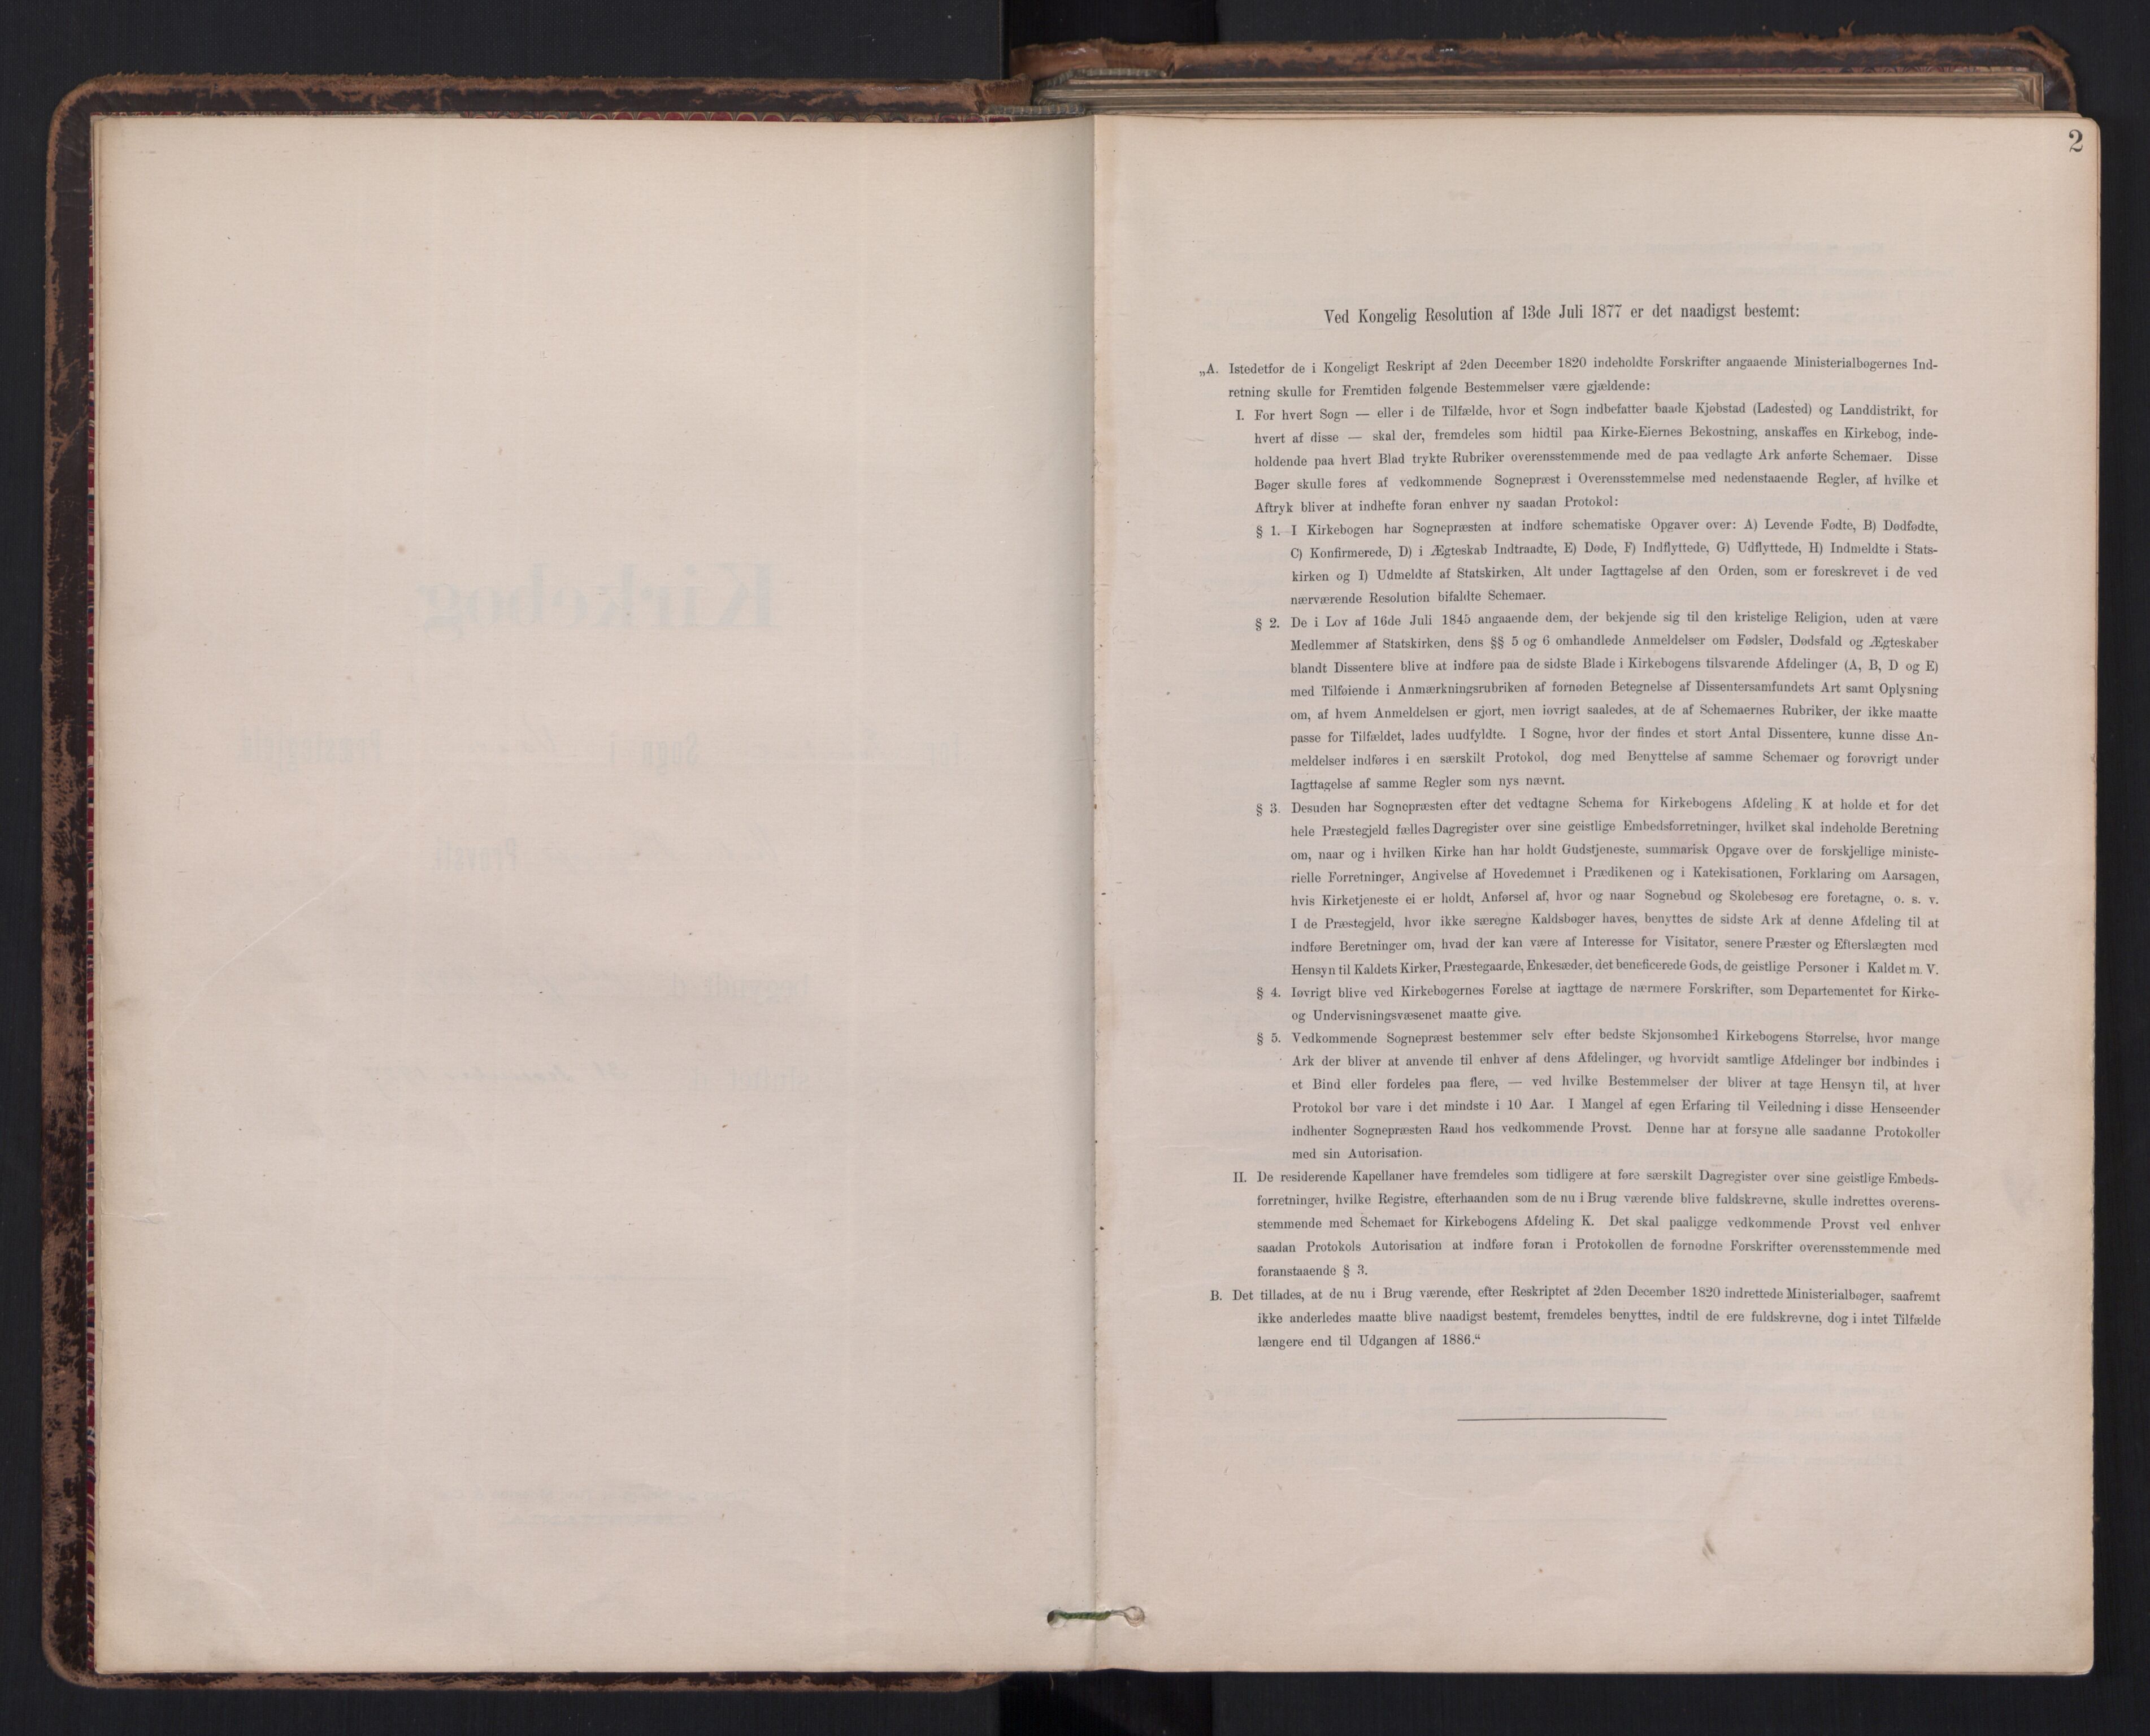 2
Ved Kongelig Resolution af 13de Juli 1877 er det naadigst bestemt:
„A. Istedetfor de i Kongeligt Reskript af 2den December 1820 indeholdte Forskrifter angaaende Ministerialbøgernes Ind-
retning skulle for Fremtiden følgende Bestemmelser være gjældende:
I. For hvert Sogn — eller i de Tilfælde, hvor et Sogn indbefatter baade Kjøbstad (Ladested) og Landdistrikt, for
hvert af disse — skal der, fremdeles som hidtil paa Kirke-Eiernes Bekostning, anskaffes en Kirkebog, inde-
holdende paa hvert Blad trykte Rubriker overensstemmende med de paa vedlagte Ark anførte Schemaer. Disse
Bøger skulle føres af vedkommende Sognepræst i Overensstemmelse med nedenstaaende Regler, af hvilke et
Aftryk bliver at indhefte foran enhver ny saadan Protokol:
§ 1. I Kirkebogen har Sognepræsten at indføre schematiske Opgaver over: A) Levende Fødte, B) Dødfødte,
C) Konfirmerede, D) i Ægteskab Indtraadte, E) Døde, F) Indflyttede, G) Udflyttede, H) Indmeldte i Stats-
kirken og I) Udmeldte af Statskirken, Alt under Iagttagelse af den Orden, som er foreskrevet i de ved
nærværende Resolution bifaldte Schemaer.
§ 2. De i Lov af 16de Juli 1845 angaaende dem, der bekjende sig til den kristelige Religion, uden at være
Medlemmer af Statskirken, dens §§ 5 og 6 omhandlede Anmeldelser om Fødsler, Dødsfald og Ægteskaber
blandt Dissentere blive at indføre paa de sidste Blade i Kirkebogens tilsvarende Afdelinger (A, B, D og E)
med Tilføiende i Anmærkningsrubriken af fornøden Betegnelse af Dissentersamfundets Art samt Oplysning
om, af hvem Anmeldelsen er gjort, men iøvrigt saaledes, at de af Schemaernes Rubriker, der ikke maatte
passe for Tilfældet, lades uudfyldte. I Sogne, hvor der findes et stort Antal Dissentere, kunne disse An-
meldelser indføres i en særskilt Protokol, dog med Benyttelse af samme Schemaer og forøvrigt under
Iagttagelse af samme Regler som nys nævnt.
§ 3. Desuden har Sognepræsten efter det vedtagne Schema for Kirkebogens Afdeling K at holde et for det
hele Præstegjeld fælles Dagregister over sine geistlige Embedsforretninger, hvilket skal indeholde Beretning
om, naar og i hvilken Kirke han har holdt Gudstjeneste, summarisk Opgave over de forskjellige ministe-
rielle Forretninger, Angivelse af Hovedemnet i Prædikenen og i Katekisationen, Forklaring om Aarsagen,
hvis Kirketjeneste ei er holdt, Anførsel af, hvor og naar Sognebud og Skolebesøg ere foretagne, o. s. v.
I de Præstegjeld, hvor ikke særegne Kaldsbøger haves, benyttes de sidste Ark af denne Afdeling til at
indføre Beretninger om, hvad der kan være af Interesse for Visitator, senere Præster og Efterslægten med
Hensyn til Kaldets Kirker, Præstegaarde, Enkesæder, det beneficerede Gods, de geistlige Personer i Kaldet m. V.
§ 4. Iøvrigt blive ved Kirkebøgernes Førelse at iagttage de nærmere Forskrifter, som Departementet for Kirke-
og Undervisningsvæsenet maatte give.
§ 5. Vedkommende Sognepræst bestemmer selv efter bedste Skjønsomhed Kirkebogens Størrelse, hvor mange
Ark der bliver at anvende til enhver af dens Afdelinger, og hvorvidt samtlige Afdelinger bør indbindes i
et Bind eller fordeles paa flere, — ved hvilke Bestemmelser der bliver at tage Hensyn til, at hver
Protokol bør vare i det mindste i 10 Aar. I Mangel af egen Erfaring til Veiledning i disse Henseender
indhenter Sognepræsten Raad hos vedkommende Provst. Denne har at forsyne alle saadanne Protokoller
med sin Autorisation.
II. De residerende Kapellaner have fremdeles som tidligere at føre særskilt Dagregister over sine geistlige Embeds-
forretninger, hvilke Registre, efterhaanden som de nu i Brug værende blive fuldskrevne, skulle indrettes overens-
stemmende med Schemaet for Kirkebogens Afdeling K. Det skal paaligge vedkommende Provst ved enhver
saadan Protokols Autorisation at indføre foran i Protokollen de fornødne Forskrifter overensstemmende med
foranstaaende § 3.
B. Det tillades, at de nu i Brug værende, efter Reskriptet af 2den December 1820 indrettede Ministerialbøger, saafremt
ikke anderledes maatte blive naadigst bestemt, fremdeles benyttes, indtil de ere fuldskrevne, dog i intet Tilfælde
længere end til Udgangen af 1886.“